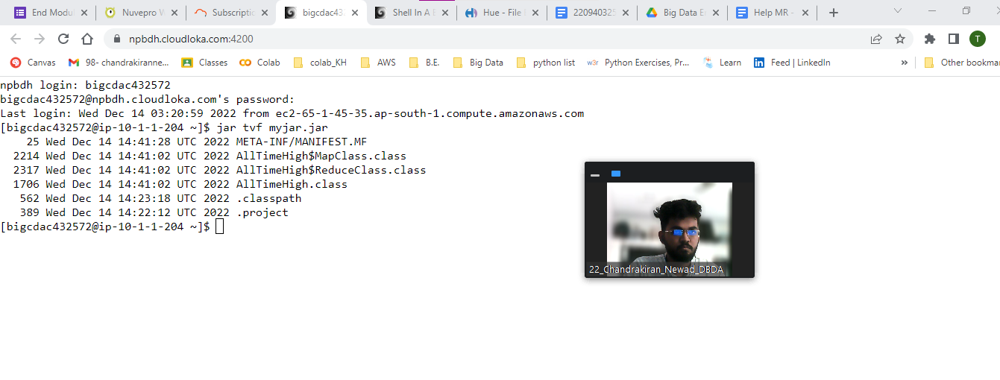 End Modul
Nuvepro W
Subscriptic
bigcdac43
Shell In A B
Hue - File
220940325
Big Data E
Help MR -
npbdh.cloudloka.com:4200
T
Canvas
98- chandrakiranne...
Classes
Colab
colab_KH
AWS
B.E.
Big Data
python list
w3r
Python Exercises, Pr...
Learn
Feed | LinkedIn
»
Other bookmar
npbdh login: bigcdac432572
bigcdac432572@npbdh.cloudloka.com's password:
Last login: Wed Dec 14 03:20:59 2022 from ec2-65-1-45-35.ap-south-1.compute.amazonaws.com
[bigcdac432572@ip-10-1-1-204 ~]$ jar tvf myjar.jar
25 Wed Dec 14 14:41:28 UTC 2022 META-INF/MANIFEST.MF
2214 Wed Dec 14 14:41:02 UTC 2022 AllTimeHigh$MapClass.class
2317 Wed Dec 14 14:41:02 UTC 2022 AllTimeHigh$ReduceClass.class
1706 Wed Dec 14 14:41:02 UTC 2022 AllTimeHigh.class
562 Wed Dec 14 14:23:18 UTC 2022 .classpath
389 Wed Dec 14 14:22:12 UTC 2022 .project
[bigcdac432572@ip-10-1-1-204 ~]$
22_Chandrakiran_Newad_DBDA